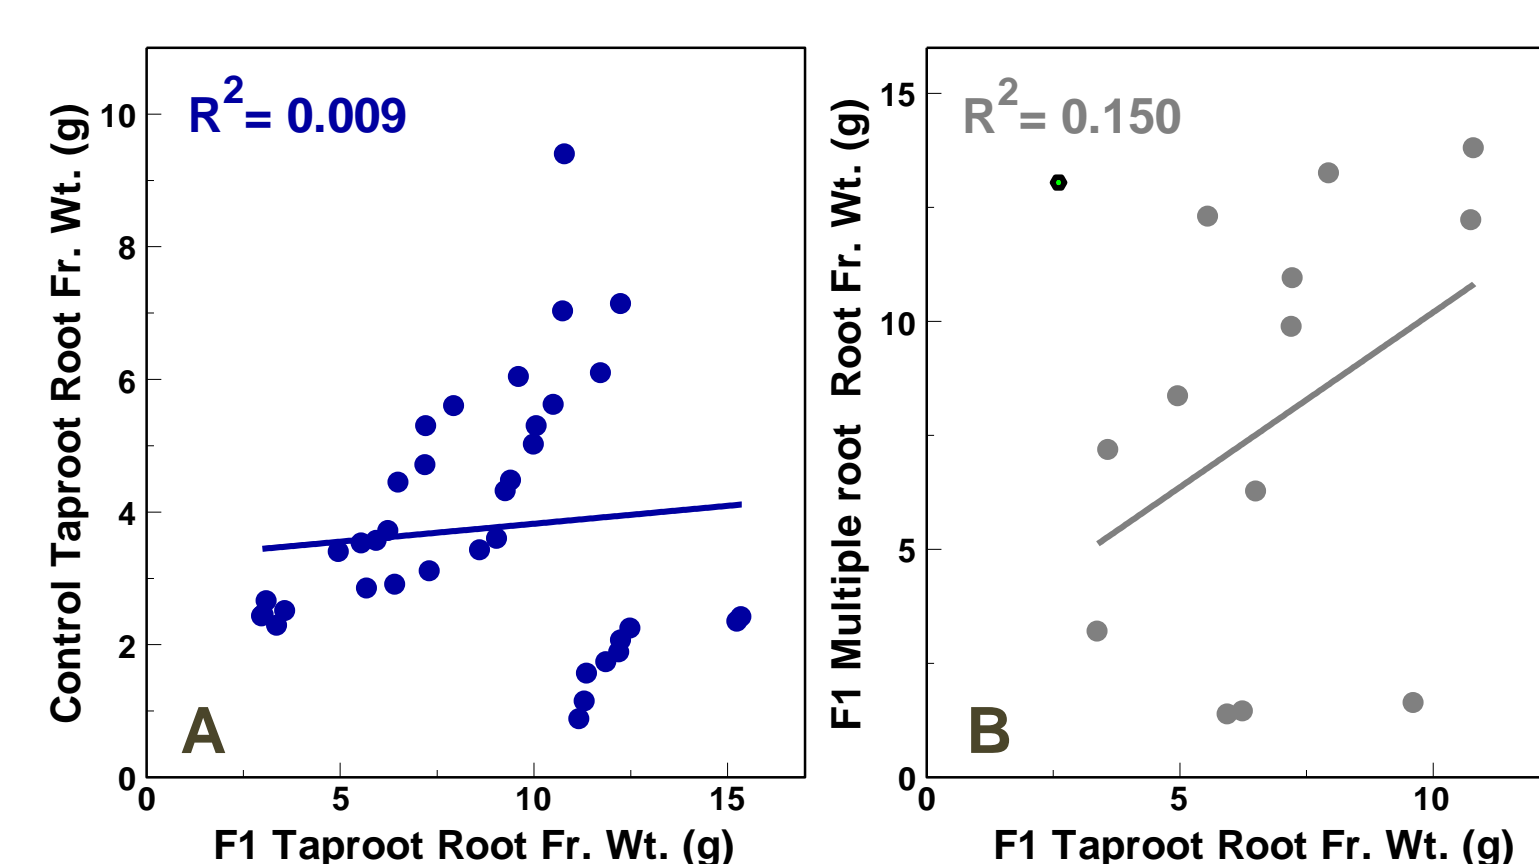 R2= 0.009
Control Taproot Root Fr. Wt. (g)
10
8
6
4
2
0
A
0 5 10 15
F1 Taproot Root Fr. Wt. (g)
R2= 0.150
F1 Multiple root Root Fr. Wt. (g)
15
10
5
0
B
0 5 10
F1 Taproot Root Fr. Wt. (g)